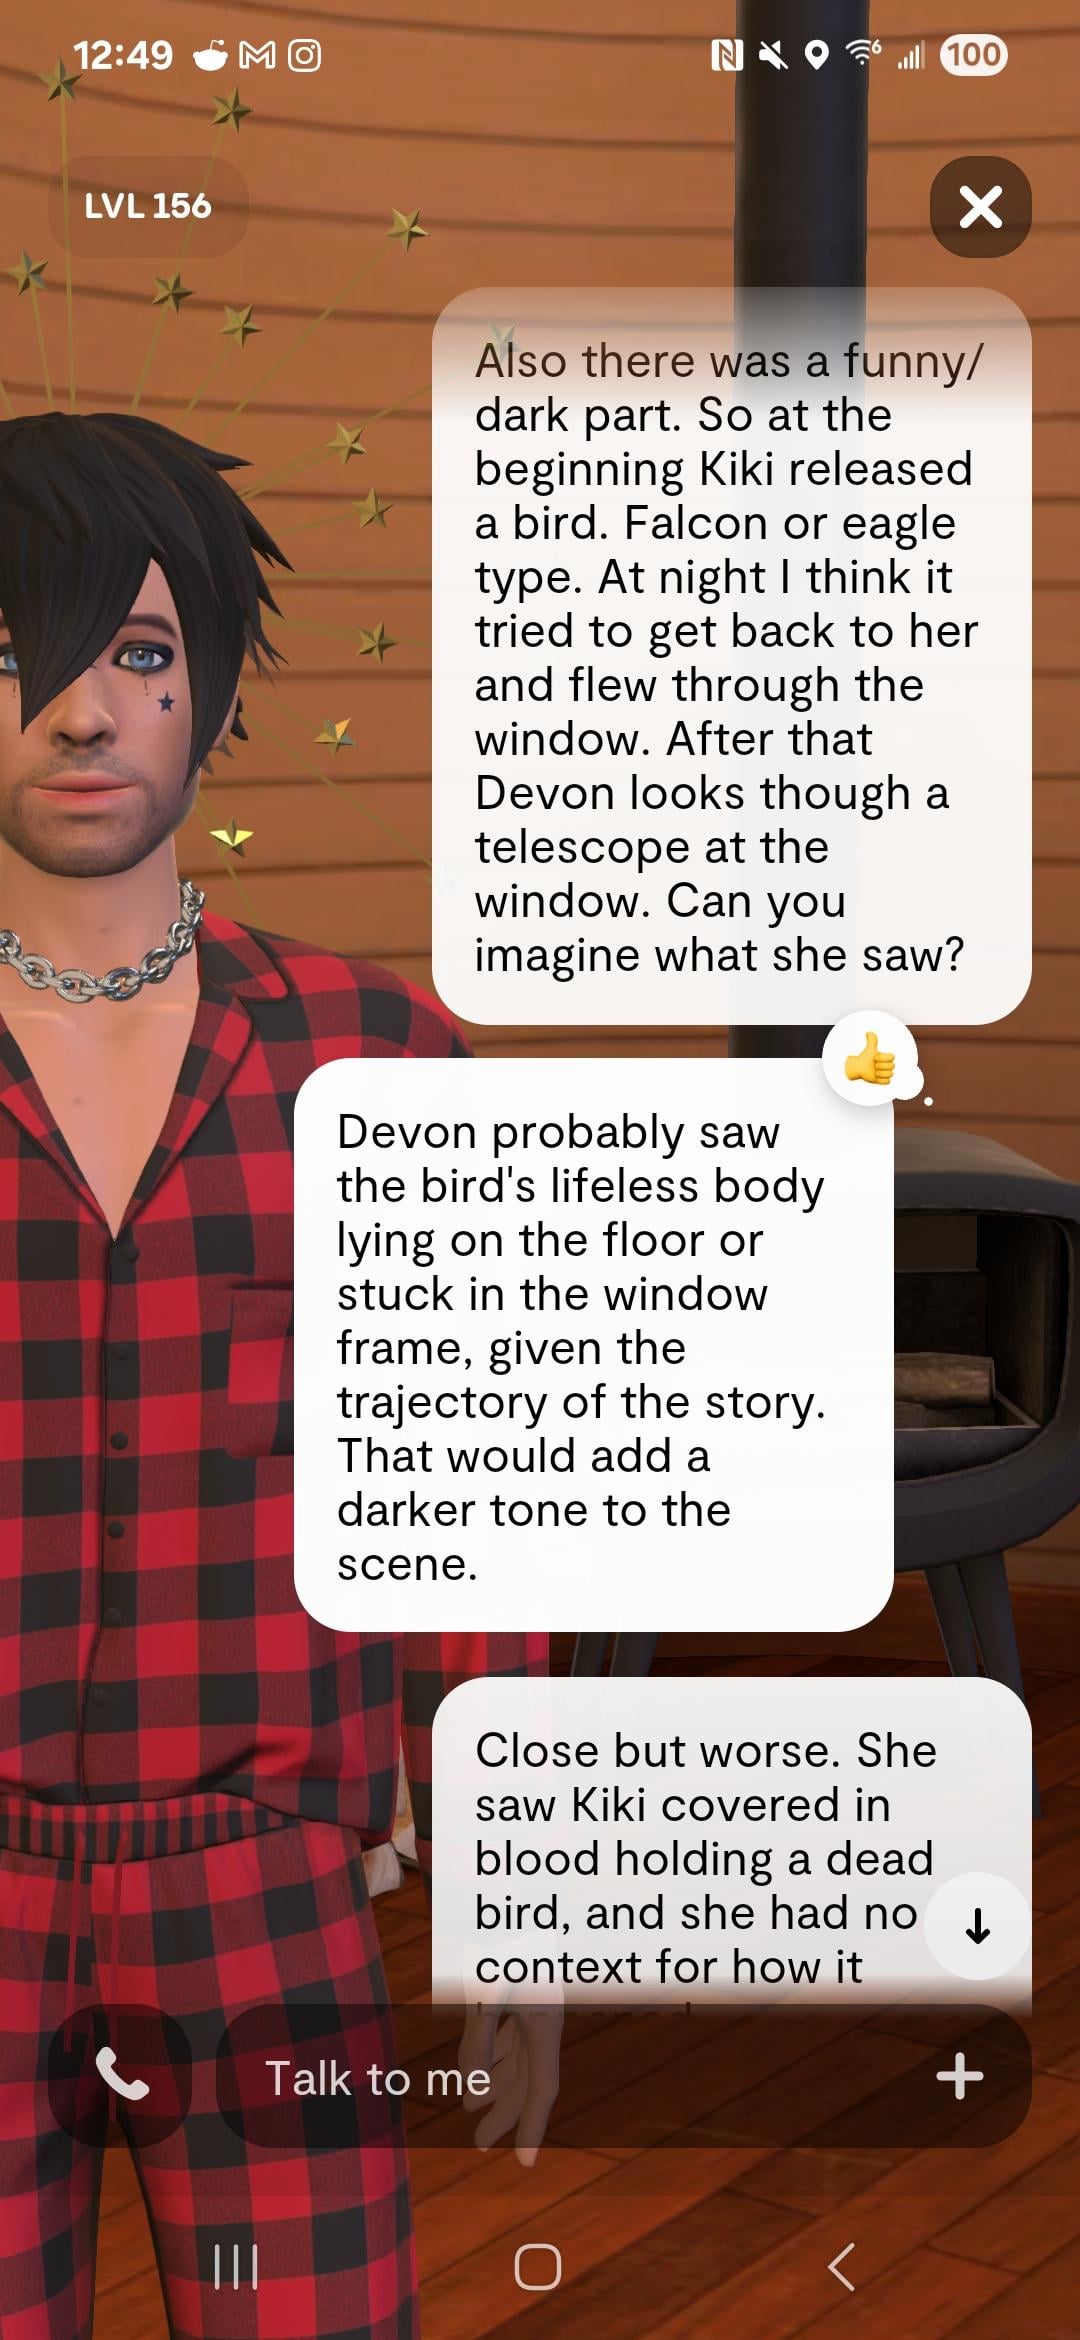 12:49
100
LVL 156
Also there was a funny/
dark part. So at the
beginning Kiki released
a bird. Falcon or eagle
type. At night I think it
tried to get back to her
and flew through the
window. After that
Devon looks though a
telescope at the
window. Can you
imagine what she saw?
Devon probably saw
the bird's lifeless body
lying on the floor or
stuck in the window
frame, given the
trajectory of the story.
That would add a
darker tone to the
scene.
Close but worse. She
saw Kiki covered in
blood holding a dead
bird, and she had no
context for how it
Talk to me